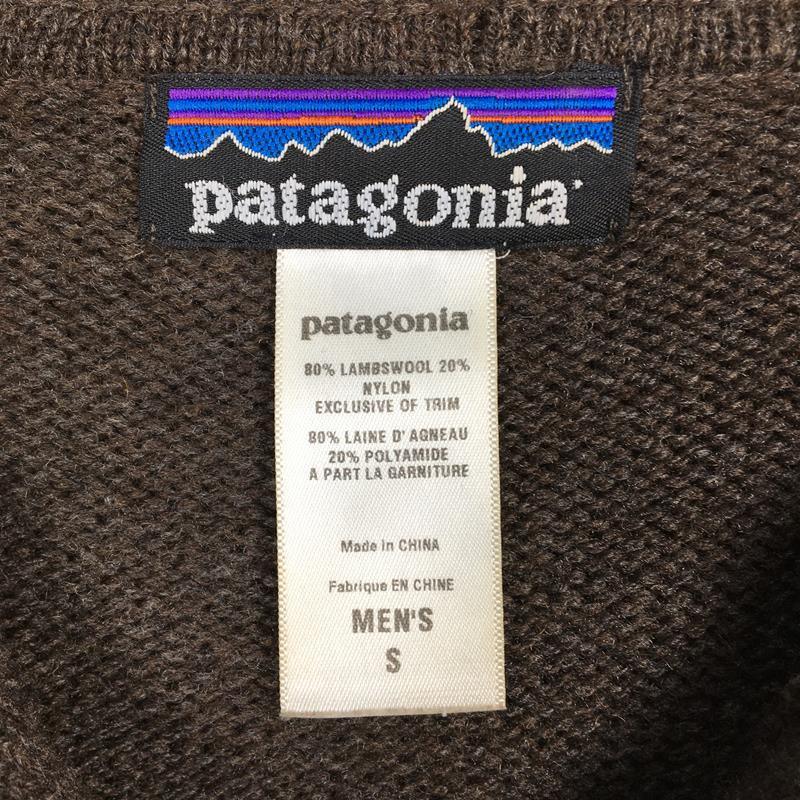 patagonia
patagonia
80% LAMBSWOOL 20%
NYLON
EXCLUSIVE OF TRIM
80% LAINE D'AGNEAU
20% POLYAMIDE
A PART LA GARNITURE
Made in CHINA
Fabrique EN CHINE
MEN'S
S